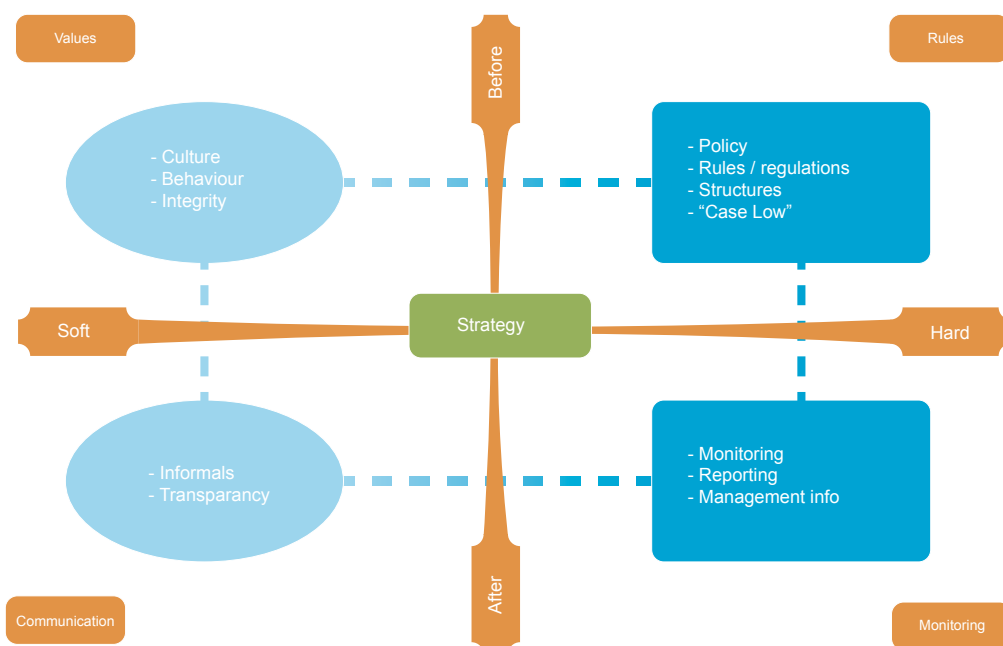 Values
Before
Rules
- Culture
- Behaviour
- Integrity
- Policy
- Rules / regulations
- Structures
- “Case Low”
Soft
Strategy
Hard
- Informals
- Transparancy
- Monitoring
- Reporting
- Management info
Communication
After
Monitoring